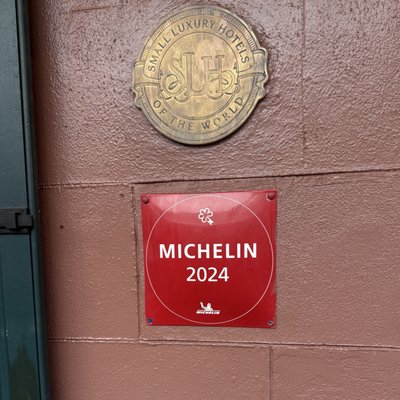 SMALL LUXURY HOTELS
SLH
OF THE WORLD
MICHELIN
2024
MICHELIN